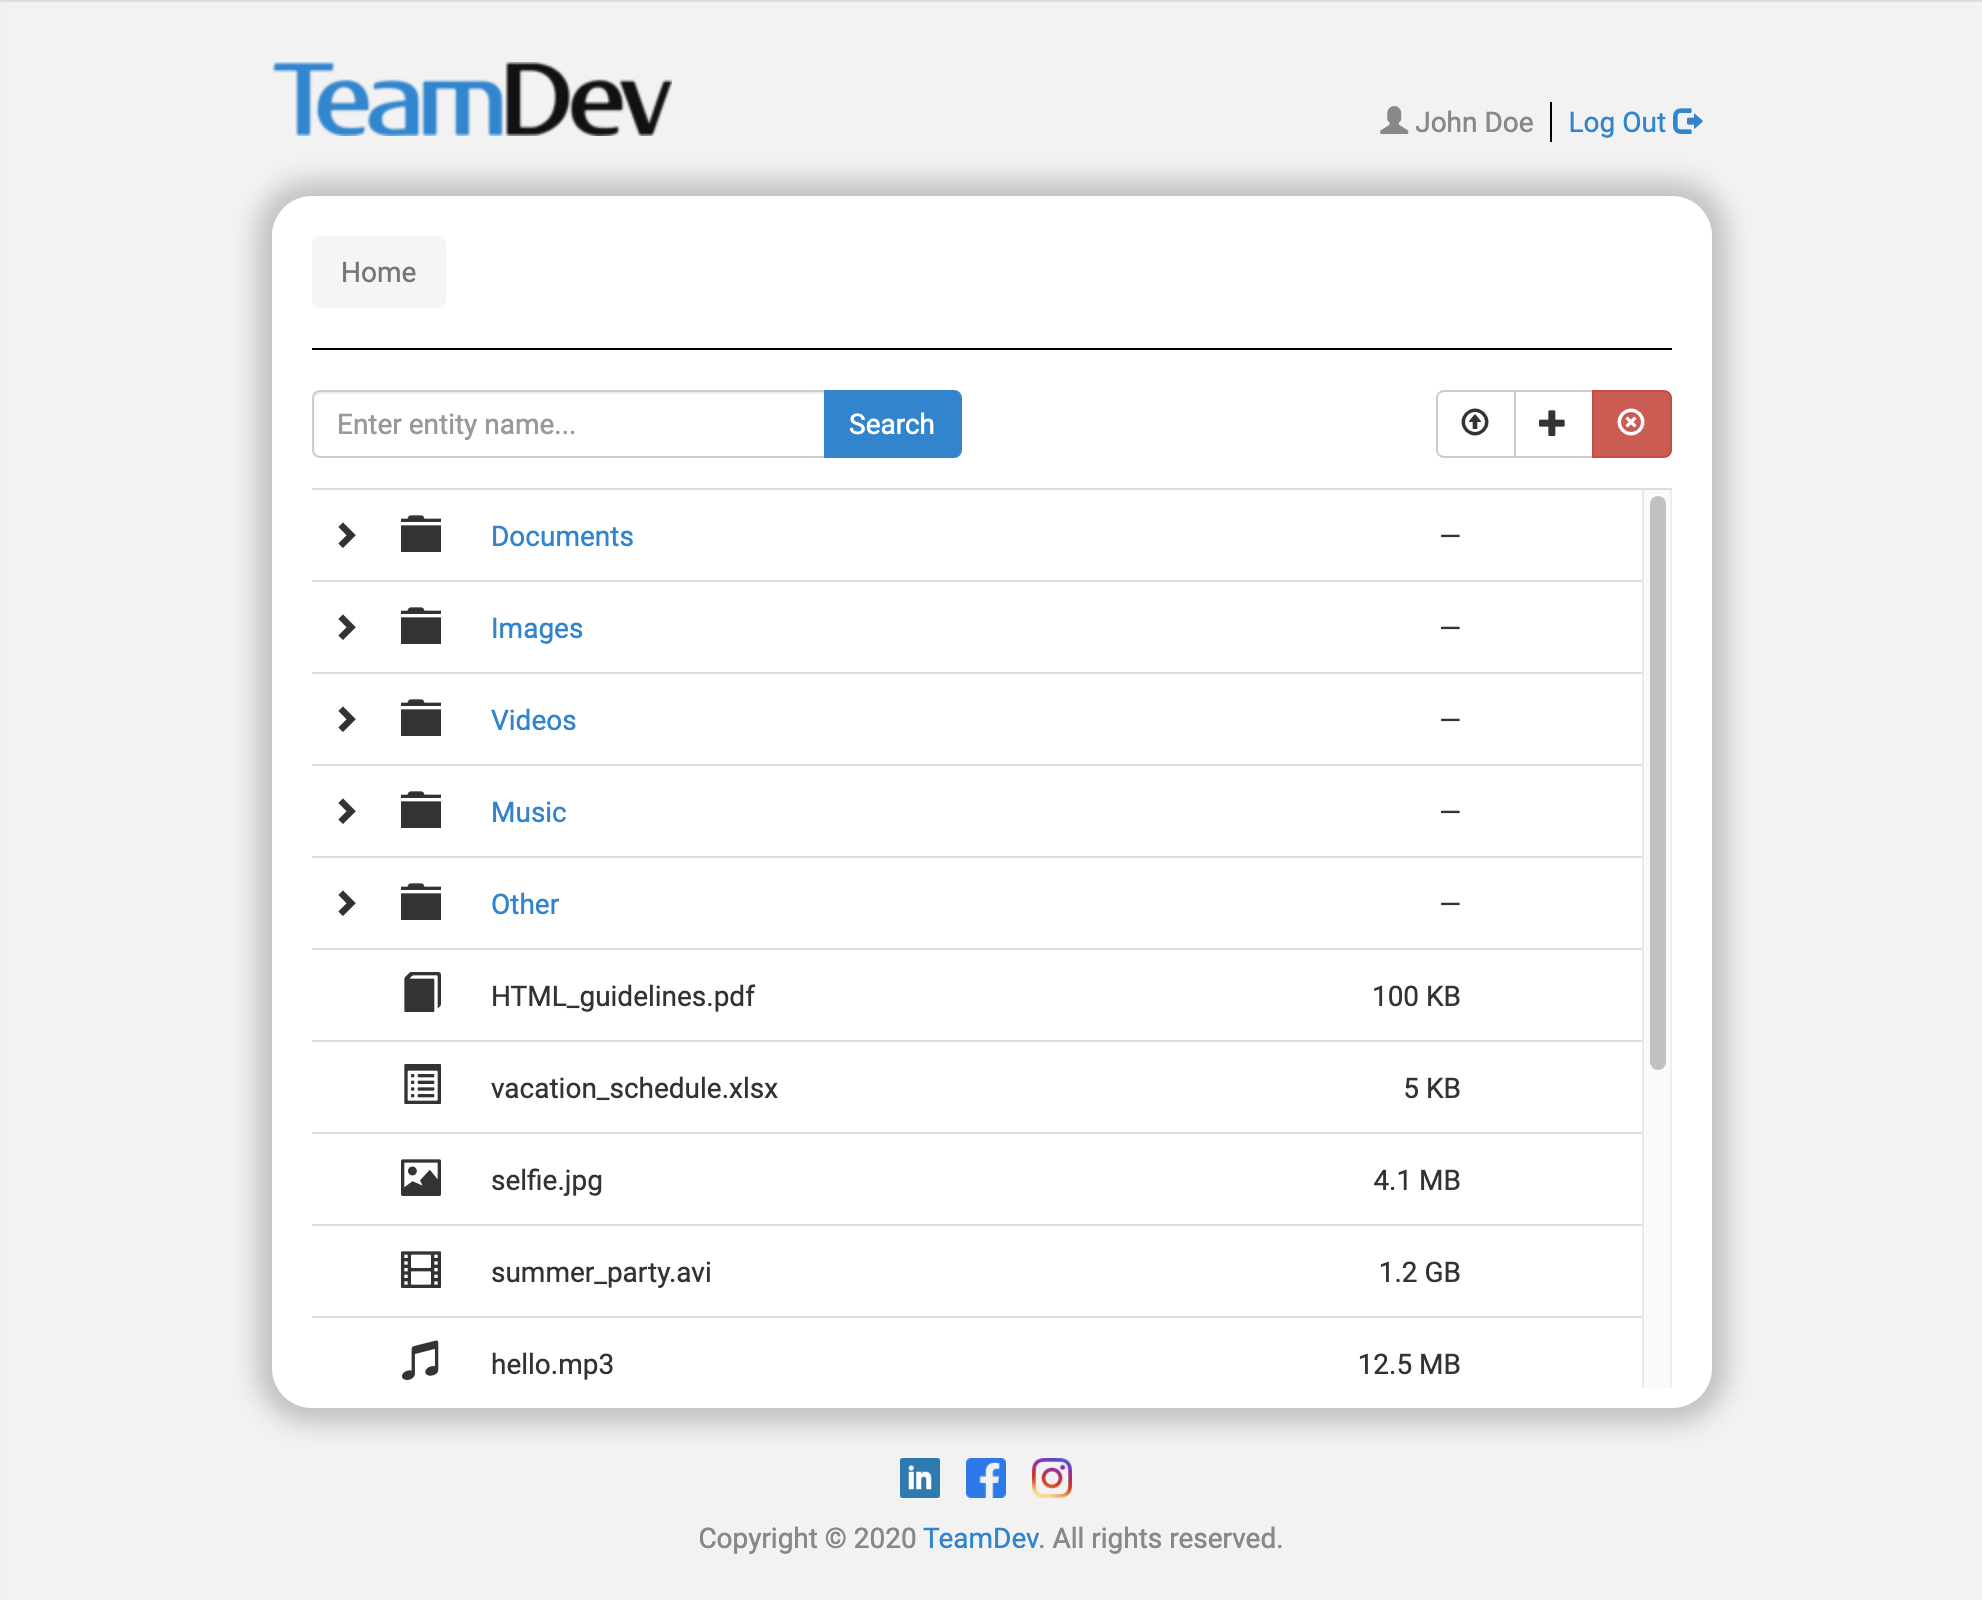 TeamDev
John Doe Log Out
Home
Enter entity name... Search
Documents –
Images –
Videos –
Music –
Other –
HTML_guidelines.pdf 100 KB
vacation_schedule.xlsx 5 KB
selfie.jpg 4.1 MB
summer_party.avi 1.2 GB
hello.mp3 12.5 MB
in f
Copyright © 2020 TeamDev. All rights reserved.